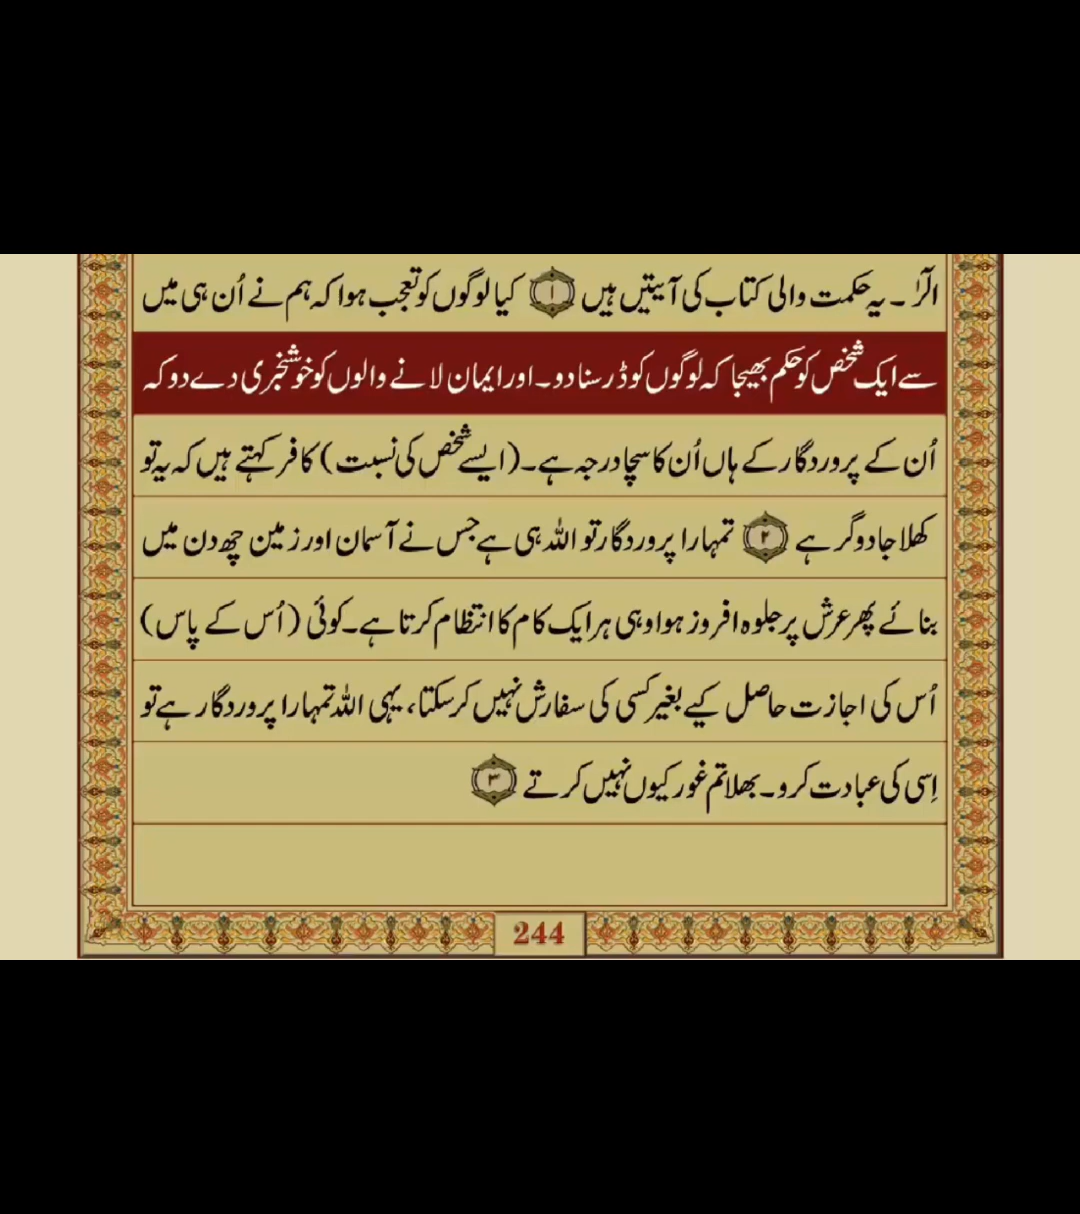 الٓرٰ ۔ یہ حکمت والی کتاب کی آیتیں ہیں ۱ کیا لوگوں کو تعجب ہوا کہ ہم نے اُن ہی میں
سے ایک شخص کو حکم بھیجا کہ لوگوں کو ڈر سنا دو۔ اور ایمان لانے والوں کو خوشخبری دے دو کہ
اُن کے پروردگار کے ہاں اُن کا سچا درجہ ہے۔ (ایسے شخص کی نسبت) کافر کہتے ہیں کہ یہ تو
کھلا جادوگر ہے ۲ تمہارا پروردگار تو اللہ ہی ہے جس نے آسمان اور زمین چھ دن میں
بنائے پھر عرش پر جلوہ افروز ہوا وہی ہر ایک کام کا انتظام کرتا ہے۔ کوئی (اُس کے پاس)
اُس کی اجازت حاصل کیے بغیر کسی کی سفارش نہیں کرسکتا، یہی اللہ تمہارا پروردگار ہے تو
اِسی کی عبادت کرو۔ بھلا تم غور کیوں نہیں کرتے ۳
244